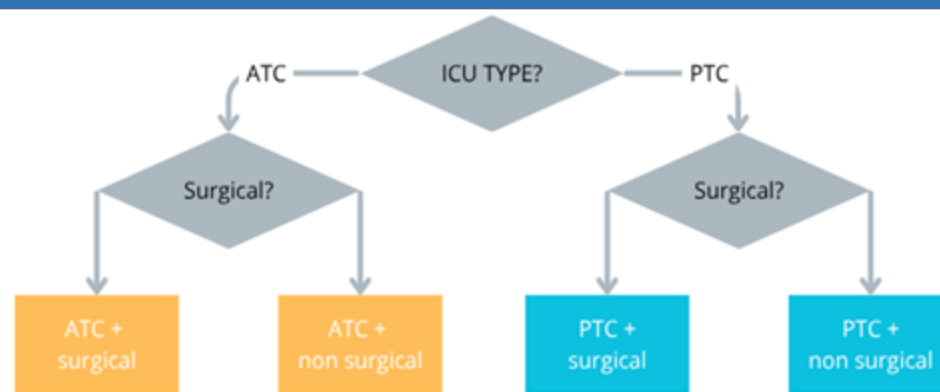 ICU TYPE?
ATC
PTC
Surgical?
Surgical?
ATC +
surgical
ATC +
non surgical
PTC +
surgical
PTC +
non surgical